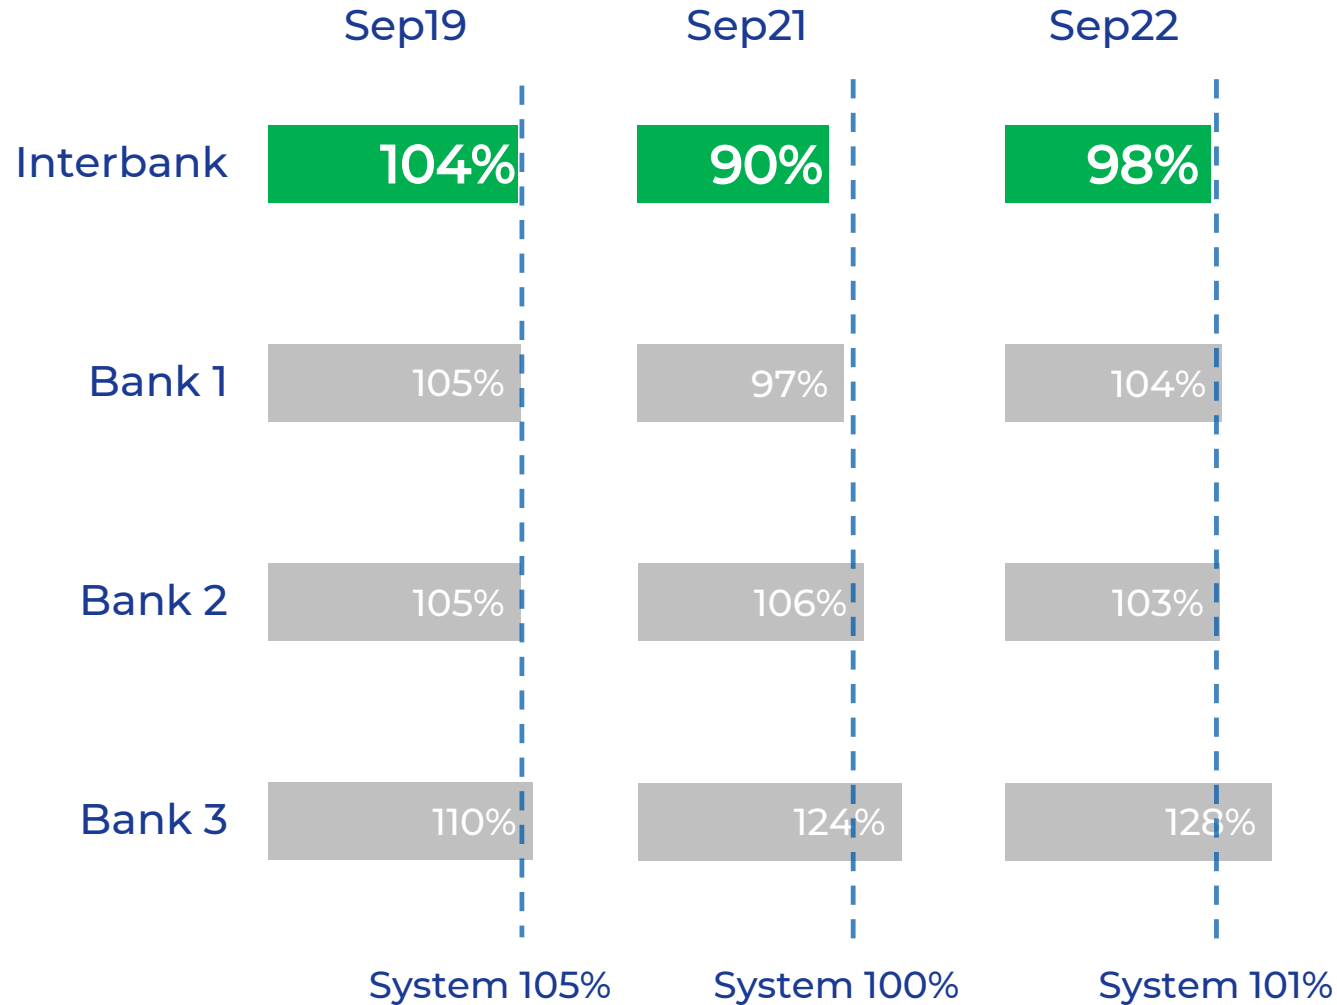 Sep19 Sep21 Sep22
Interbank 104% 90% 98%
Bank 1 105% 97% 104%
Bank 2 105% 106% 103%
Bank 3 110% 124% 128%
System 105% System 100% System 101%